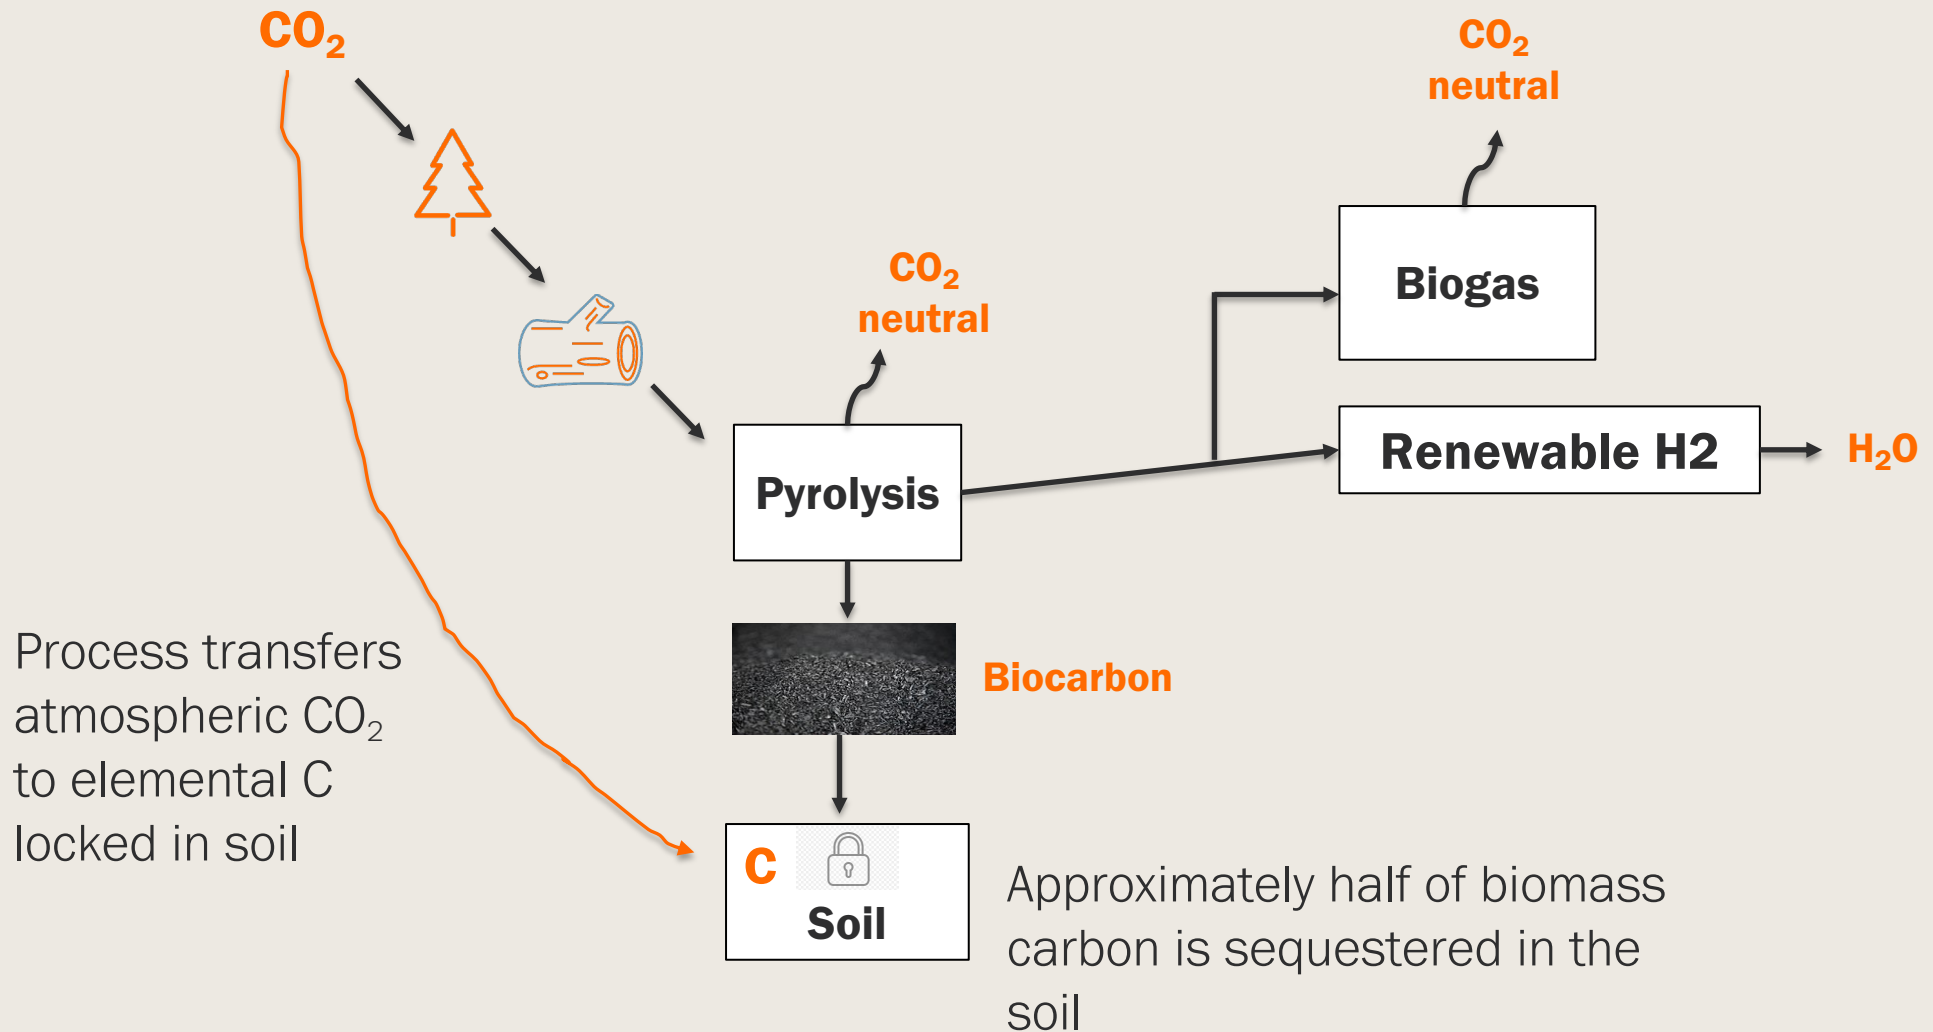 CO₂
CO₂
neutral
Biogas
CO₂
neutral
Renewable H2
H₂O
Pyrolysis
Process transfers
atmospheric CO₂
to elemental C
locked in soil
Biocarbon
C
Soil
Approximately half of biomass
carbon is sequestered in the
soil